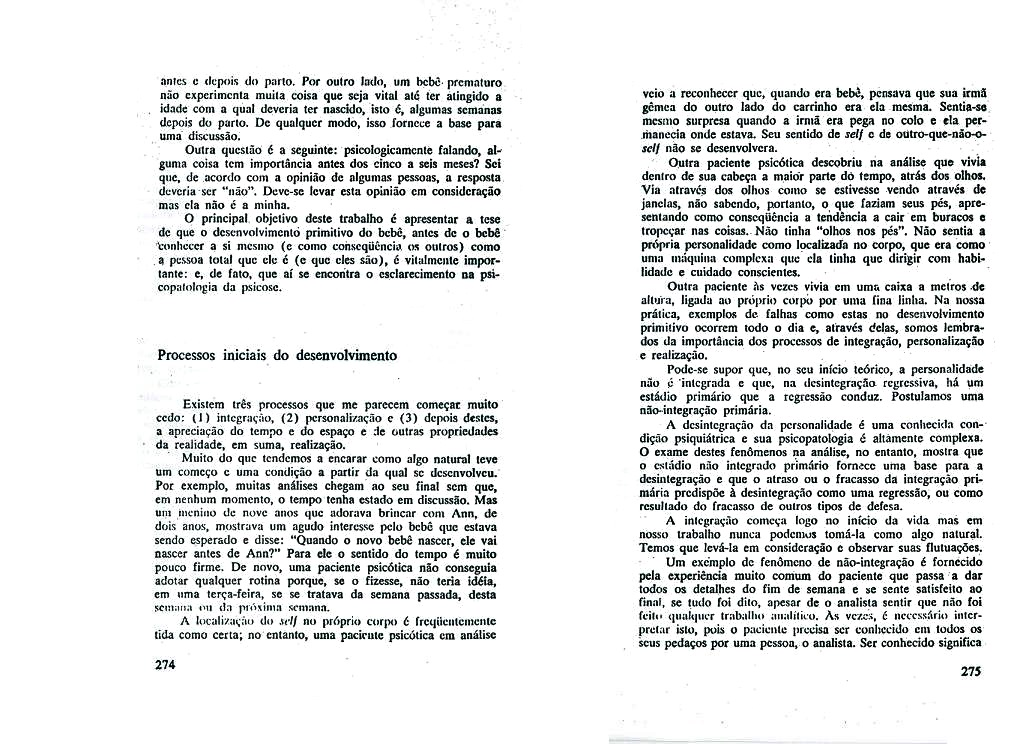 antes e depois do parto. Por outro lado, um bebê prematuro
não experimenta muita coisa que seja vital até ter atingido a
idade com a qual deveria ter nascido, isto é, algumas semanas
depois do parto. De qualquer modo, isso fornece a base para
uma discussão.
Outra questão é a seguinte: psicologicamente falando, al-
guma coisa tem importância antes dos cinco a seis meses? Sei
que, de acordo com a opinião de algumas pessoas, a resposta
deveria ser "não". Deve-se levar esta opinião em consideração
mas ela não é a minha.
O principal objetivo deste trabalho é apresentar a tese
de que o desenvolvimento primitivo do bebê, antes de o bebê
conhecer a si mesmo (e como conseqüência os outros) como
a pessoa total que ele é (e que eles são), é vitalmente impor-
tante: e, de fato, que aí se encontra o esclarecimento na psi-
copatologia da psicose.
Processos iniciais do desenvolvimento
Existem três processos que me parecem começar muito
cedo: (1) integração, (2) personalização e (3) depois destes,
a apreciação do tempo e do espaço e de outras propriedades
da realidade, em suma, realização.
Muito do que tendemos a encarar como algo natural teve
um começo e uma condição a partir da qual se desenvolveu.
Por exemplo, muitas análises chegam ao seu final sem que,
em nenhum momento, o tempo tenha estado em discussão. Mas
um menino de nove anos que adorava brincar com Ann, de
dois anos, mostrava um agudo interesse pelo bebê que estava
sendo esperado e disse: "Quando o novo bebê nascer, ele vai
nascer antes de Ann?" Para ele o sentido do tempo é muito
pouco firme. De novo, uma paciente psicótica não conseguia
adotar qualquer rotina porque, se o fizesse, não teria idéia,
em uma terça-feira, se se tratava da semana passada, desta
semana ou da próxima semana.
A localização do self no próprio corpo é freqüentemente
tida como certa; no entanto, uma paciente psicótica em análise
274
veio a reconhecer que, quando era bebê, pensava que sua irmã
gêmea do outro lado do carrinho era ela mesma. Sentia-se
mesmo surpresa quando a irmã era pega no colo e ela per-
manecia onde estava. Seu sentido de self e de outro-que-não-o-
self não se desenvolvera.
Outra paciente psicótica descobriu na análise que vivia
dentro de sua cabeça a maior parte do tempo, atrás dos olhos.
Via através dos olhos como se estivesse vendo através de
janelas, não sabendo, portanto, o que faziam seus pés, apre-
sentando como conseqüência a tendência a cair em buracos e
tropeçar nas coisas. Não tinha "olhos nos pés". Não sentia a
própria personalidade como localizada no corpo, que era como
uma máquina complexa que ela tinha que dirigir com habi-
lidade e cuidado conscientes.
Outra paciente às vezes vivia em uma caixa a metros de
altura, ligada ao próprio corpo por uma fina linha. Na nossa
prática, exemplos de falhas como estas no desenvolvimento
primitivo ocorrem todo o dia e, através delas, somos lembra-
dos da importância dos processos de integração, personalização
e realização.
Pode-se supor que, no seu início teórico, a personalidade
não é integrada e que, na desintegração regressiva, há um
estádio primário a que a regressão conduz. Postulamos uma
não-integração primária.
A desintegração da personalidade é uma conhecida con-
dição psiquiátrica e sua psicopatologia é altamente complexa.
O exame destes fenômenos na análise, no entanto, mostra que
o estádio não integrado primário fornece uma base para a
desintegração e que o atraso ou o fracasso da integração pri-
mária predispõe à desintegração como uma regressão, ou como
resultado do fracasso de outros tipos de defesa.
A integração começa logo no início da vida mas em
nosso trabalho nunca podemos tomá-la como algo natural.
Temos que levá-la em consideração e observar suas flutuações.
Um exemplo de fenômeno de não-integração é fornecido
pela experiência muito comum do paciente que passa a dar
todos os detalhes do fim de semana e se sente satisfeito ao
final, se tudo foi dito, apesar de o analista sentir que não foi
feito qualquer trabalho analítico. Às vezes, é necessário inter-
pretar isto, pois o paciente precisa ser conhecido em todos os
seus pedaços por uma pessoa, o analista. Ser conhecido significa
275